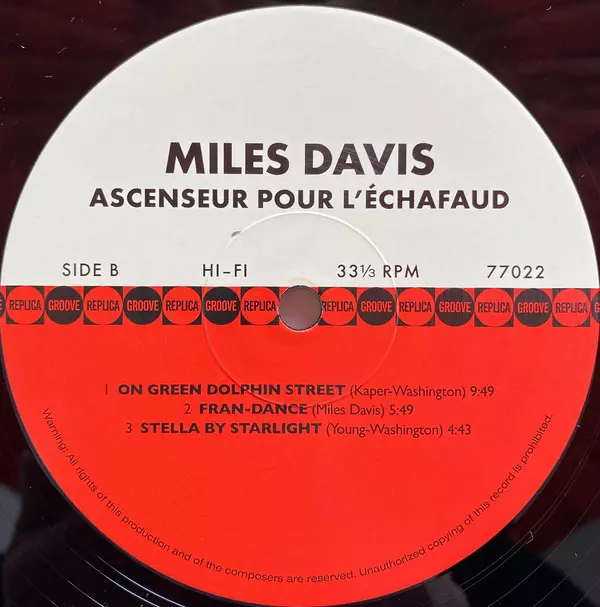 MILES DAVIS
ASCENSEUR POUR L'ÉCHAFAUD
SIDE B HI-FI 33⅓ RPM 77022
REPLICA GROOVE REPLICA GROOVE REPLICA GROOVE REPLICA REPLICA GROOVE REPLICA GROOVE REPLICA GROOVE REPLICA
1 ON GREEN DOLPHIN STREET (Kaper-Washington) 9:49
2 FRAN-DANCE (Miles Davis) 5:49
3 STELLA BY STARLIGHT (Young-Washington) 4:43
Warning: All rights of this production and of the composers are reserved. Unauthorized copying of this record is prohibited.